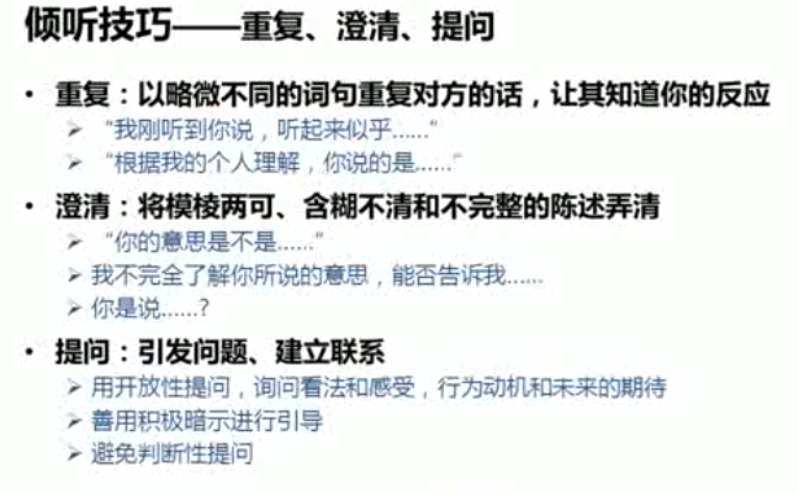 倾听技巧——重复、澄清、提问
• 重复：以略微不同的词句重复对方的话，让其知道你的反应
➢ “我刚听到你说，听起来似乎……”
➢ “根据我的个人理解，你说的是……”
• 澄清：将模棱两可、含糊不清和不完整的陈述弄清
➢ “你的意思是不是……”
➢ 我不完全了解你所说的意思，能否告诉我……
➢ 你是说……?
• 提问：引发问题、建立联系
➢ 用开放性提问，询问看法和感受，行为动机和未来的期待
➢ 善用积极暗示进行引导
➢ 避免判断性提问